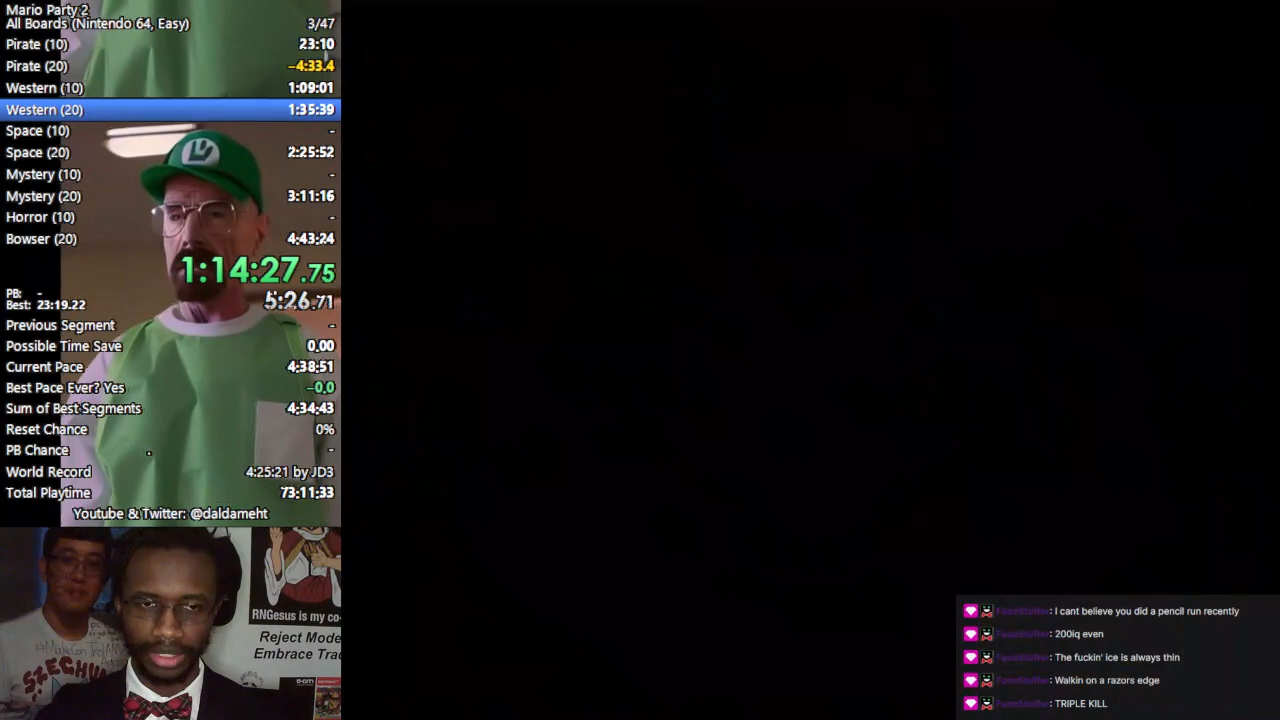 Mario Party 2
All Boards (Nintendo 64, Easy) 3/47
Pirate (10) 23:10
Pirate (20) −4:33.4
Western (10) 1:09:01
Western (20) 1:35:39
Space (10) -
Space (20) 2:25:52
Mystery (10) -
Mystery (20) 3:11:16
Horror (10) -
Bowser (20) 4:43:24
1:14:27.75
PB: -
Best: 23:19.22 5:26.71
Previous Segment -
Possible Time Save 0.00
Current Pace 4:38:51
Best Pace Ever? Yes −0.0
Sum of Best Segments 4:34:43
Reset Chance 0%
PB Chance -
World Record 4:25:21 by JD3
Total Playtime 73:11:33
Youtube & Twitter: @daldameht
RNGesus is my co-
Reject Mode
Embrace Tra
FaceStuffer: I cant believe you did a pencil run recently
FaceStuffer: 200iq even
FaceStuffer: The fuckin' ice is always thin
FaceStuffer: Walkin on a razors edge
FaceStuffer: TRIPLE KILL